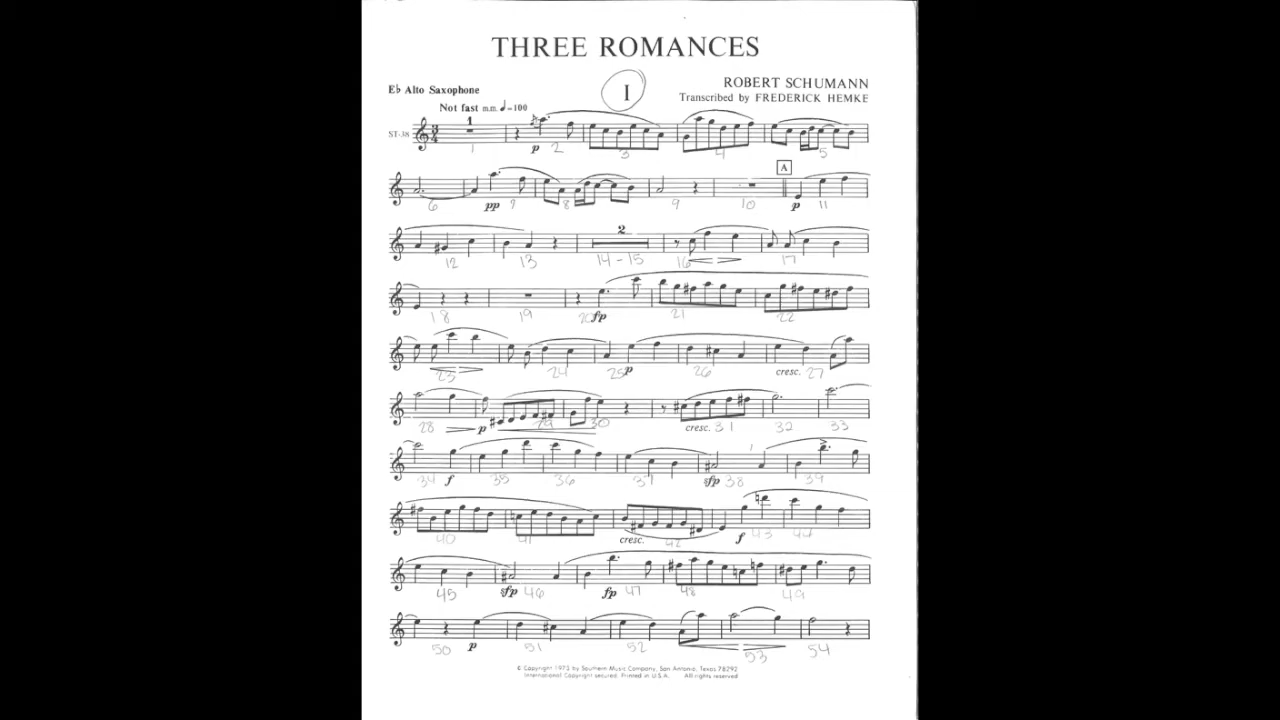 THREE ROMANCES
I
ROBERT SCHUMANN
Transcribed by FREDERICK HEMKE
E♭ Alto Saxophone
Not fast m.m. ♩=100
ST-38
1
p
1 2 3 4 5
A
pp
p
6 7 8 9 10 11
2
12 13 14-15 16 17
fp
18 19 20 21 22
p
cresc.
23 24 25 26 27
p
cresc.
28 29 30 31 32 33
f
sfp
34 35 36 37 38 39
cresc.
f
40 41 42 43 44
sfp
fp
45 46 47 48 49
p
50 51 52 53 54
© Copyright 1975 by Southern Music Company, San Antonio, Texas 78292
International Copyright secured. Printed in U.S.A. All rights reserved